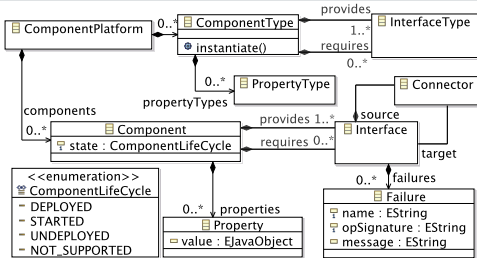 ComponentPlatform
0..*
ComponentType
instantiate()
provides
1..*
requires
0..*
InterfaceType
0..*
propertyTypes
PropertyType
Connector
components
0..*
Component
state : ComponentLifeCycle
provides 1..*
requires 0..*
source
Interface
target
<<enumeration>>
ComponentLifeCycle
DEPLOYED
STARTED
UNDEPLOYED
NOT_SUPPORTED
0..*
properties
Property
value : EJavaObject
0..*
failures
Failure
name : EString
opSignature : EString
message : EString